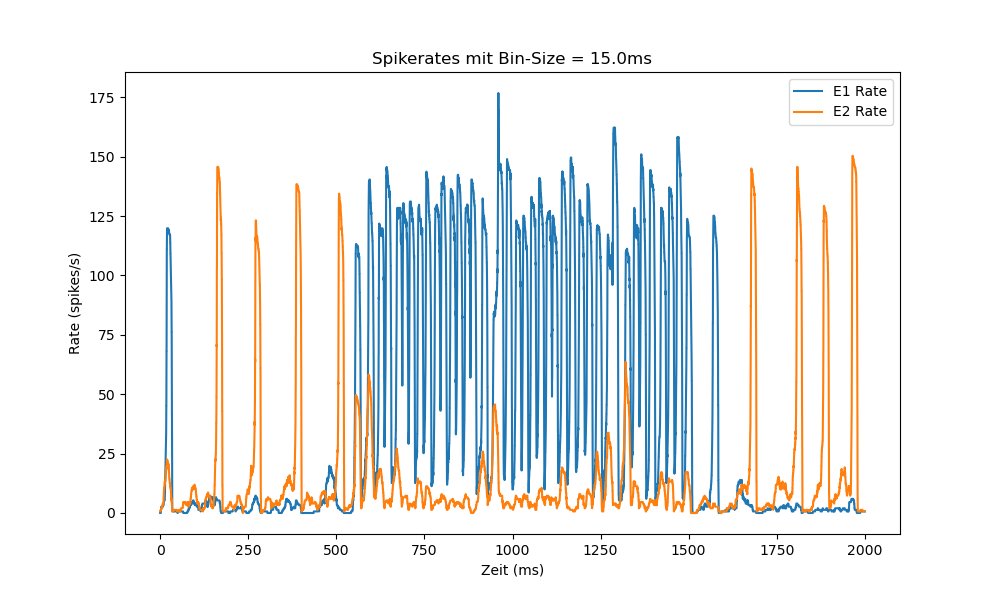 Spikerates mit Bin-Size = 15.0ms
E1 Rate
E2 Rate
Rate (spikes/s)
175
150
125
100
75
50
25
0
0 250 500 750 1000 1250 1500 1750 2000
Zeit (ms)